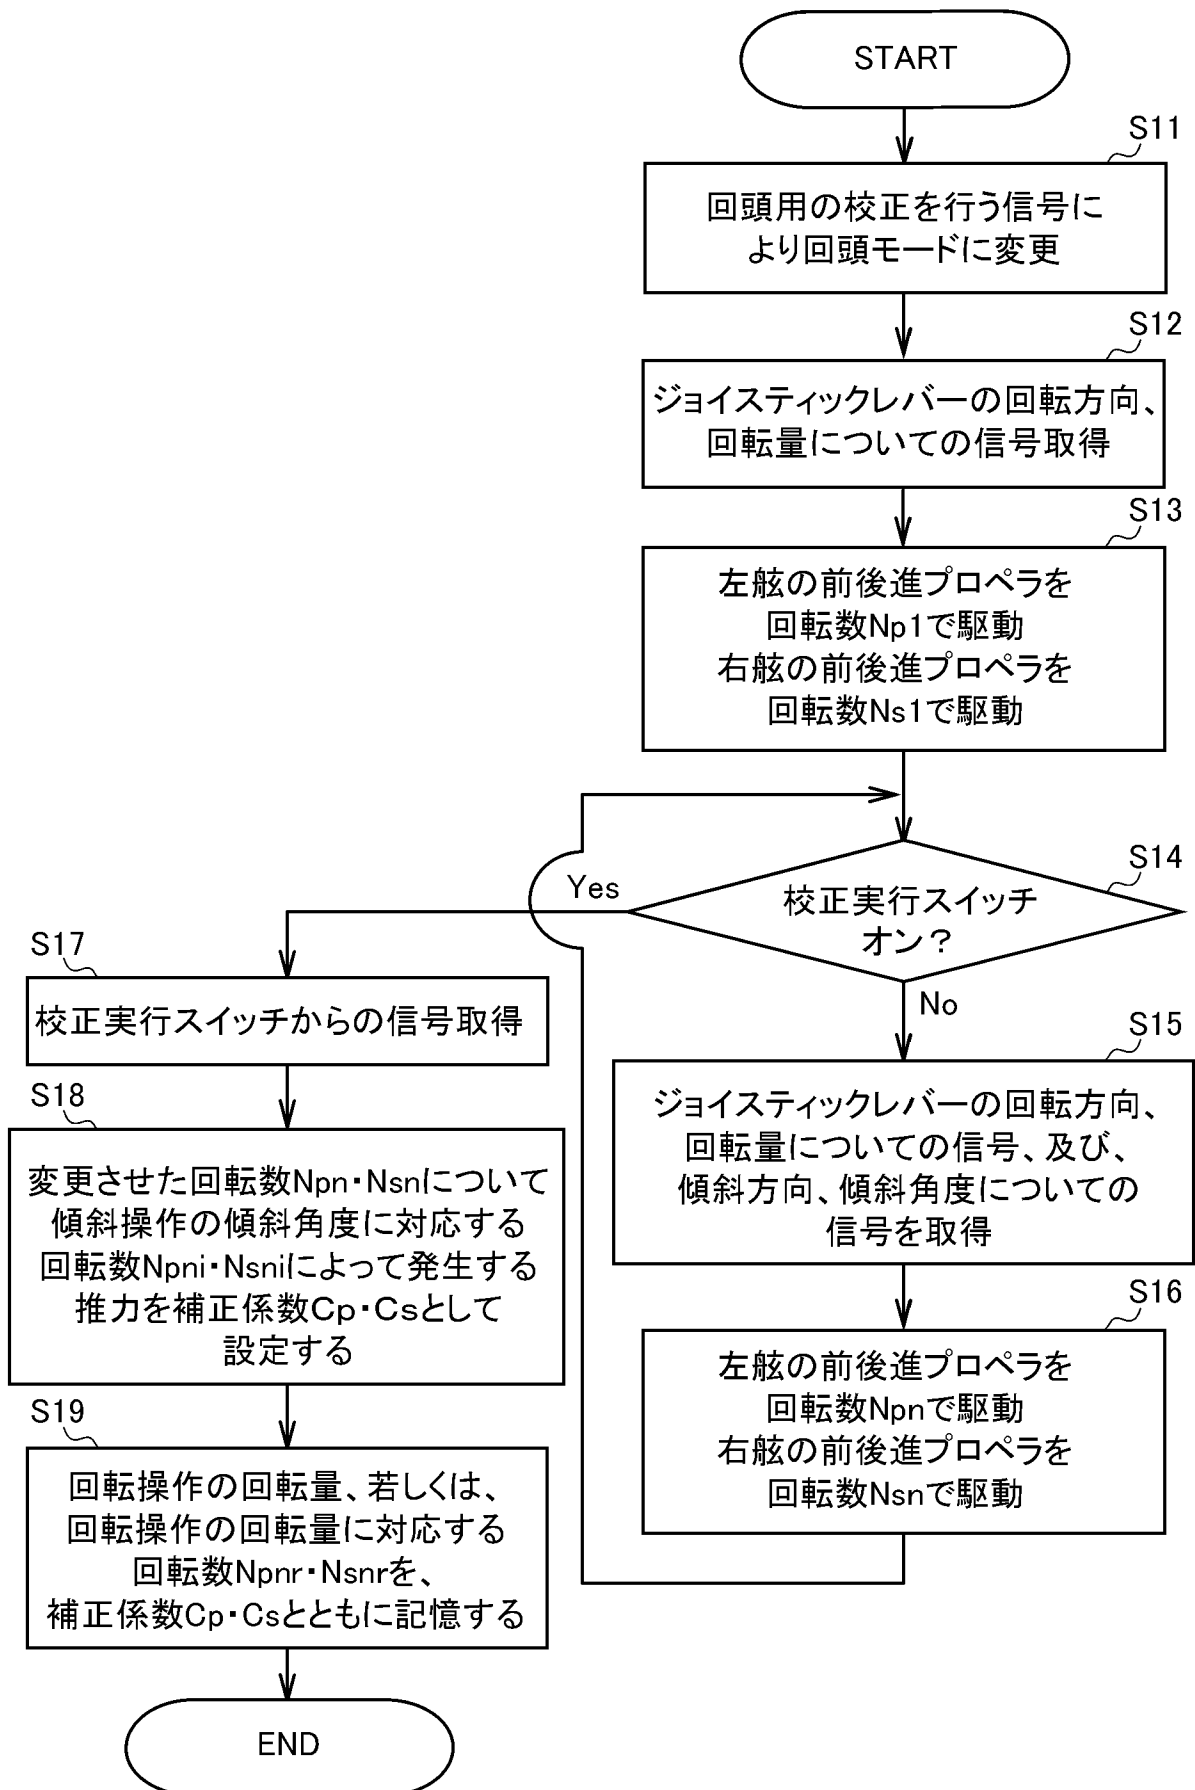 START
S11
回頭用の校正を行う信号に
より回頭モードに変更
S12
ジョイスティックレバーの回転方向、
回転量についての信号取得
S13
左舷の前後進プロペラを
回転数Np1で駆動
右舷の前後進プロペラを
回転数Ns1で駆動
S14
校正実行スイッチ
オン？
Yes
No
S15
ジョイスティックレバーの回転方向、
回転量についての信号、及び、
傾斜方向、傾斜角度についての
信号を取得
S16
左舷の前後進プロペラを
回転数Npnで駆動
右舷の前後進プロペラを
回転数Nsnで駆動
S17
校正実行スイッチからの信号取得
S18
変更させた回転数Npn・Nsnについて
傾斜操作の傾斜角度に対応する
回転数Npni・Nsniによって発生する
推力を補正係数Cp・Csとして
設定する
S19
回転操作の回転量、若しくは、
回転操作の回転量に対応する
回転数Npnr・Nsnrを、
補正係数Cp・Csとともに記憶する
END